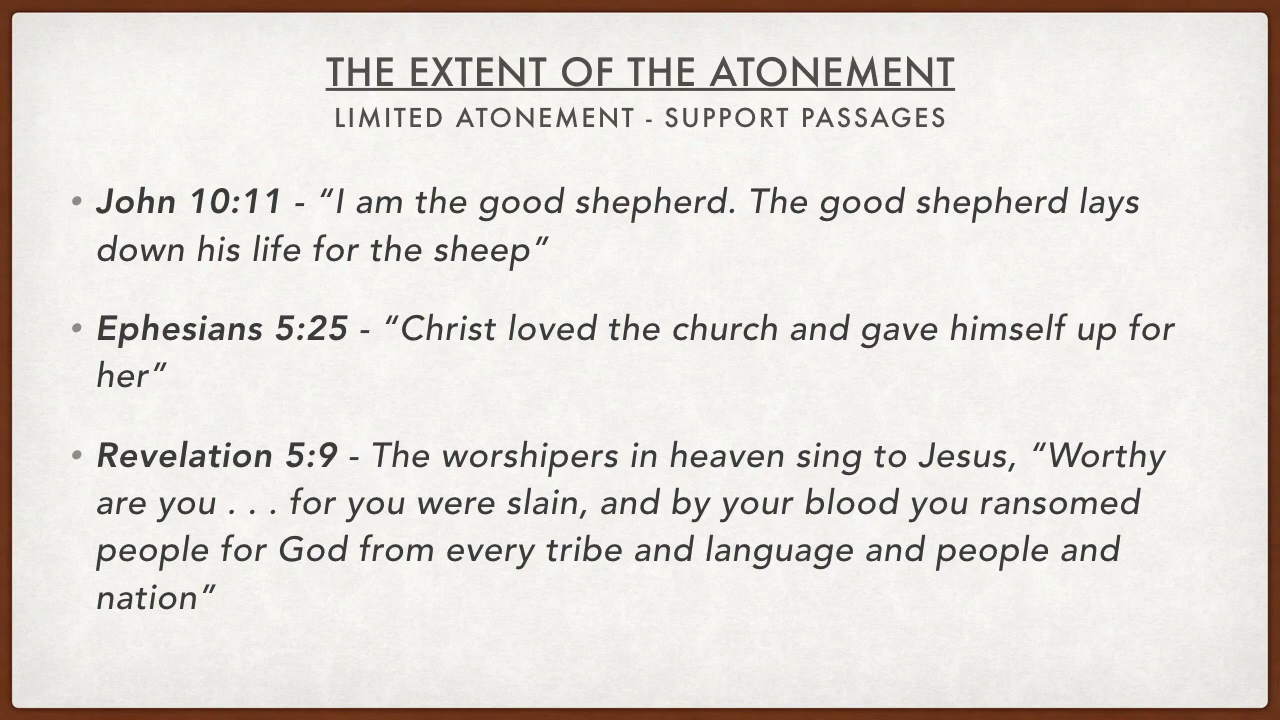 THE EXTENT OF THE ATONEMENT
LIMITED ATONEMENT - SUPPORT PASSAGES
• John 10:11 - “I am the good shepherd. The good shepherd lays
down his life for the sheep”
• Ephesians 5:25 - “Christ loved the church and gave himself up for
her”
• Revelation 5:9 - The worshipers in heaven sing to Jesus, “Worthy
are you . . . for you were slain, and by your blood you ransomed
people for God from every tribe and language and people and
nation”